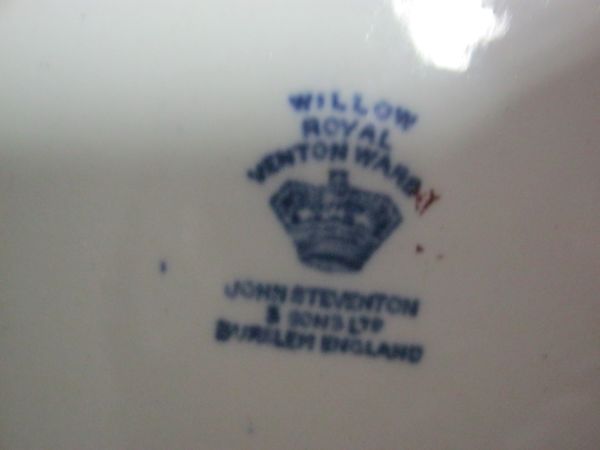 WILLOW
ROYAL
VENTON WARE
JOHN STEVENTON
& SONS LTD
BURSLEM ENGLAND